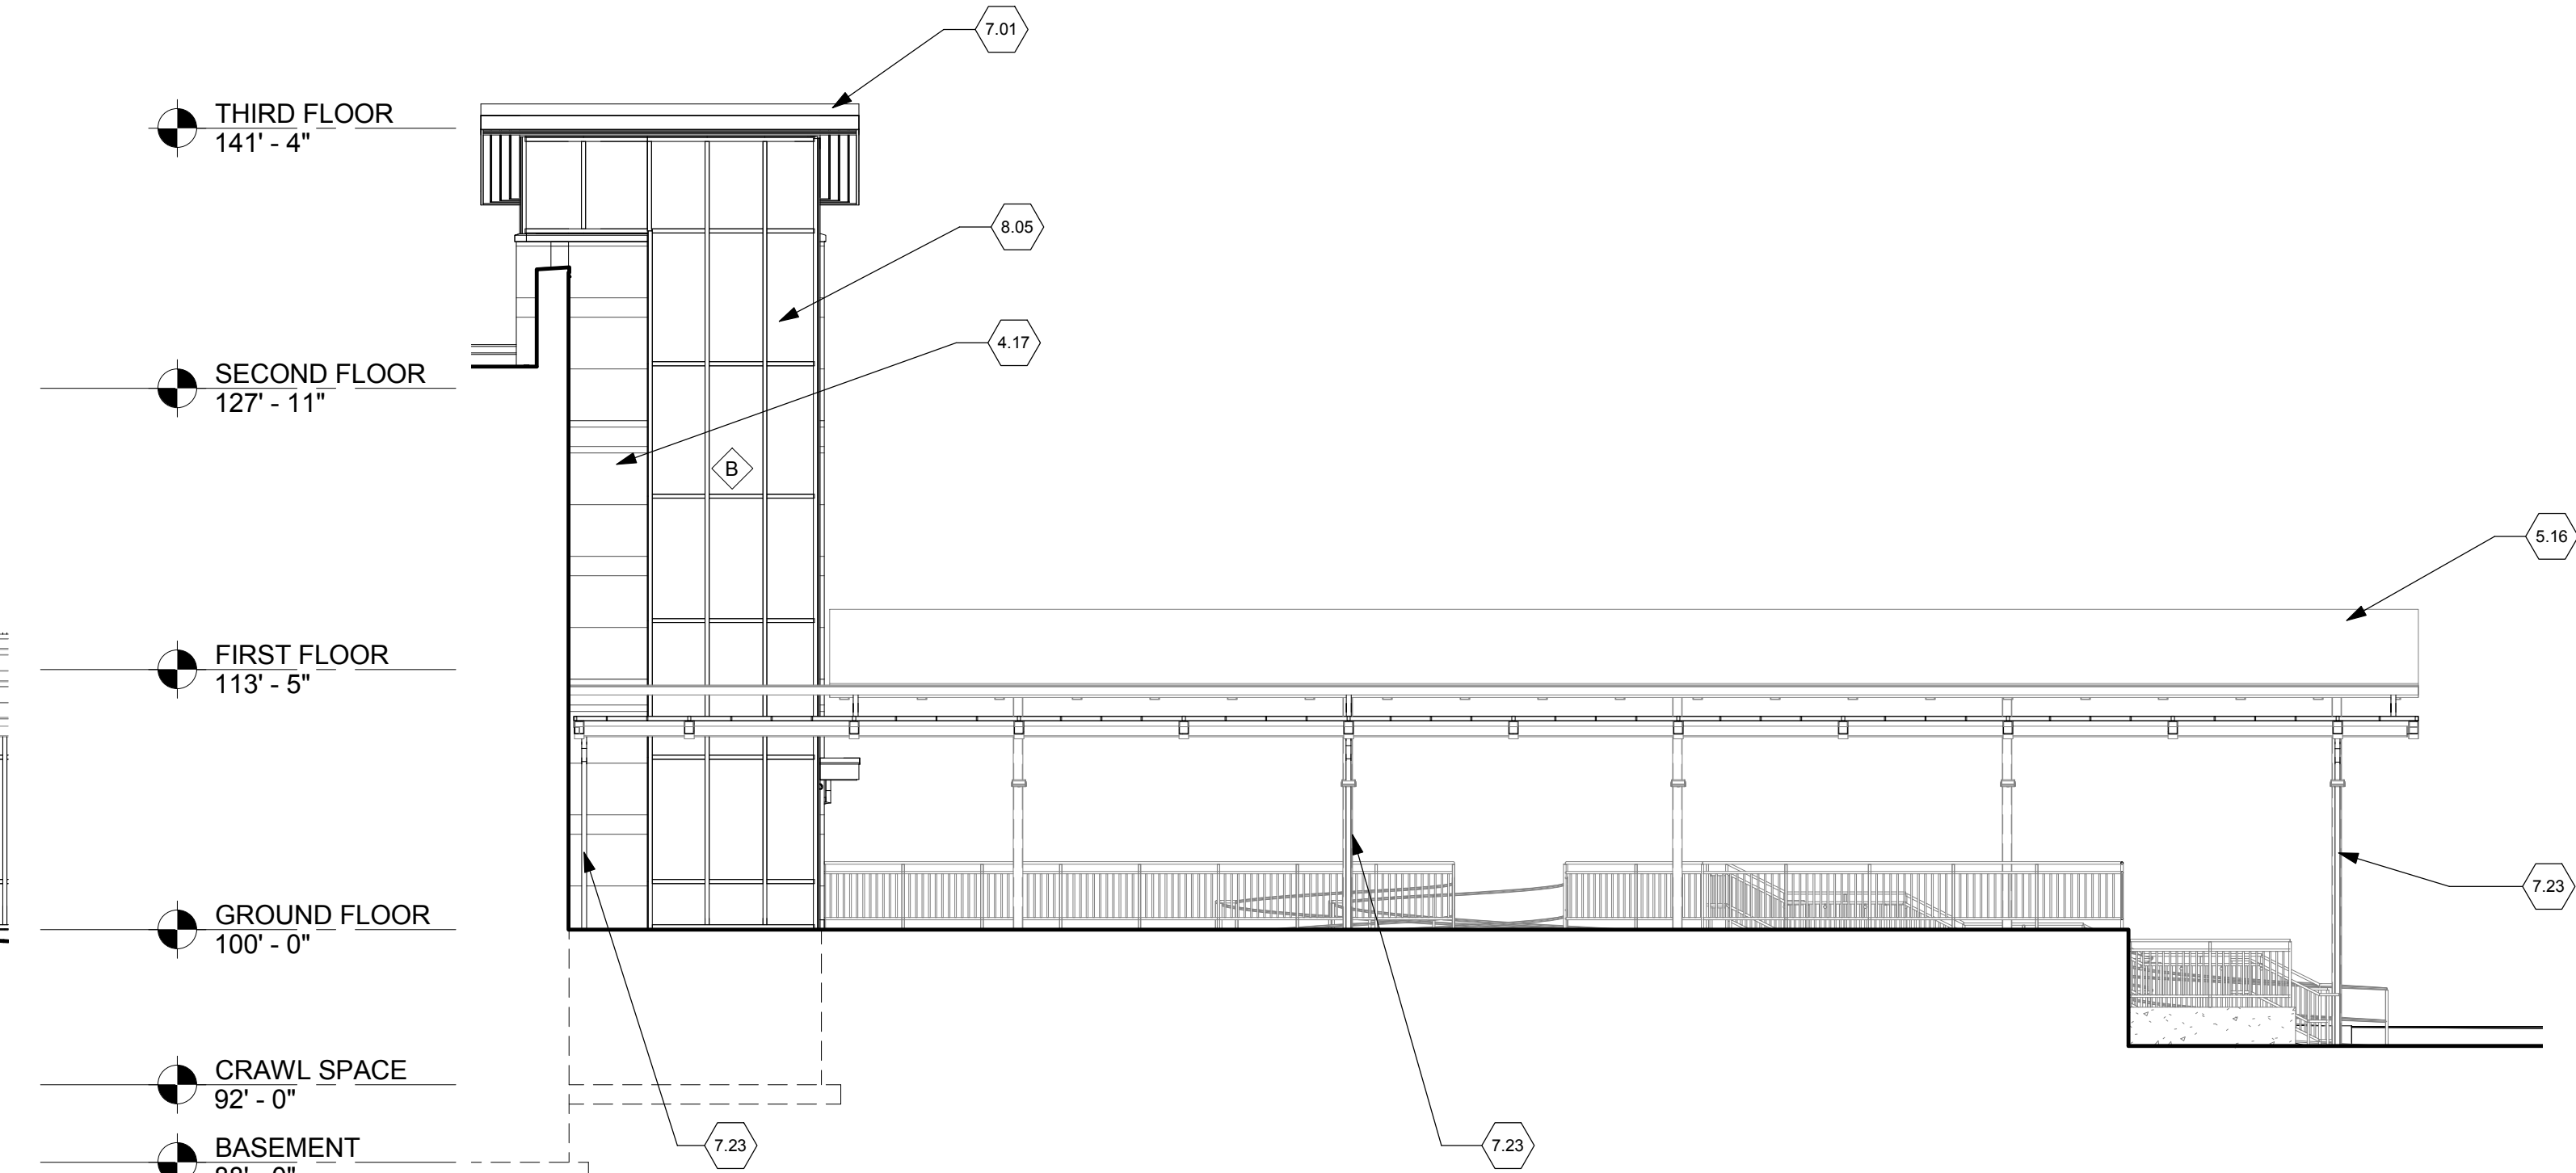 7.01
THIRD FLOOR
141' - 4"
8.05
4.17
SECOND FLOOR
127' - 11"
B
5.16
FIRST FLOOR
113' - 5"
7.23
GROUND FLOOR
100' - 0"
CRAWL SPACE
92' - 0"
7.23
7.23
BASEMENT